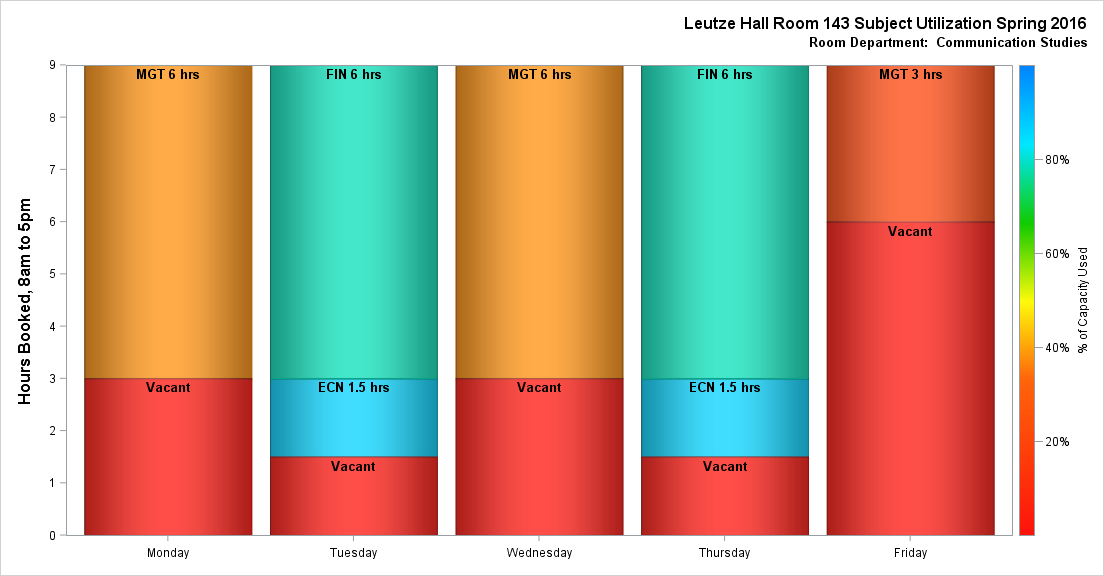 Leutze Hall Room 143 Subject Utilization Spring 2016
Room Department:  Communication Studies
Hours Booked, 8am to 5pm
9
8
7
6
5
4
3
2
1
0
MGT 6 hrs
Vacant
FIN 6 hrs
ECN 1.5 hrs
Vacant
MGT 6 hrs
Vacant
FIN 6 hrs
ECN 1.5 hrs
Vacant
MGT 3 hrs
Vacant
Monday
Tuesday
Wednesday
Thursday
Friday
80%
60%
40%
20%
% of Capacity Used